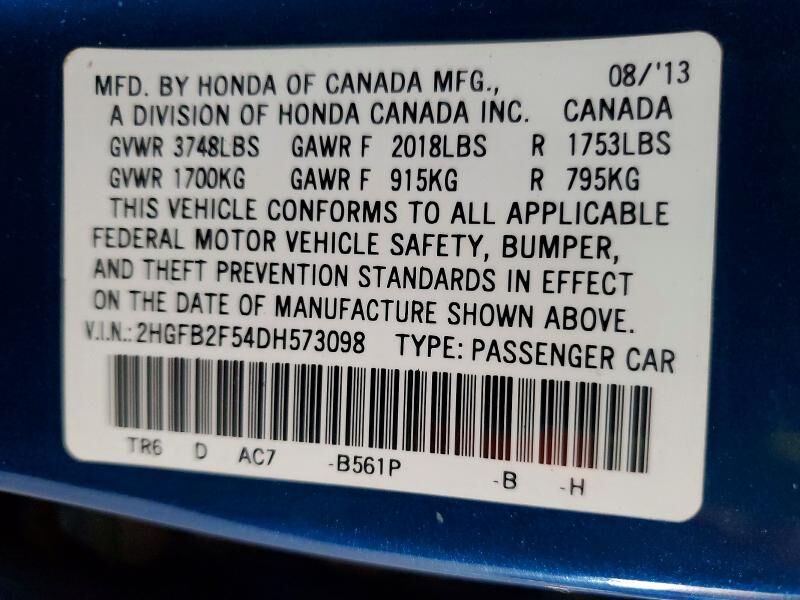 MFD. BY HONDA OF CANADA MFG., 08/'13
A DIVISION OF HONDA CANADA INC. CANADA
GVWR 3748LBS GAWR F 2018LBS R 1753LBS
GVWR 1700KG GAWR F 915KG R 795KG
THIS VEHICLE CONFORMS TO ALL APPLICABLE
FEDERAL MOTOR VEHICLE SAFETY, BUMPER,
AND THEFT PREVENTION STANDARDS IN EFFECT
ON THE DATE OF MANUFACTURE SHOWN ABOVE.
V.I.N.: 2HGFB2F54DH573098 TYPE: PASSENGER CAR
TR6 D AC7 -B561P -B -H